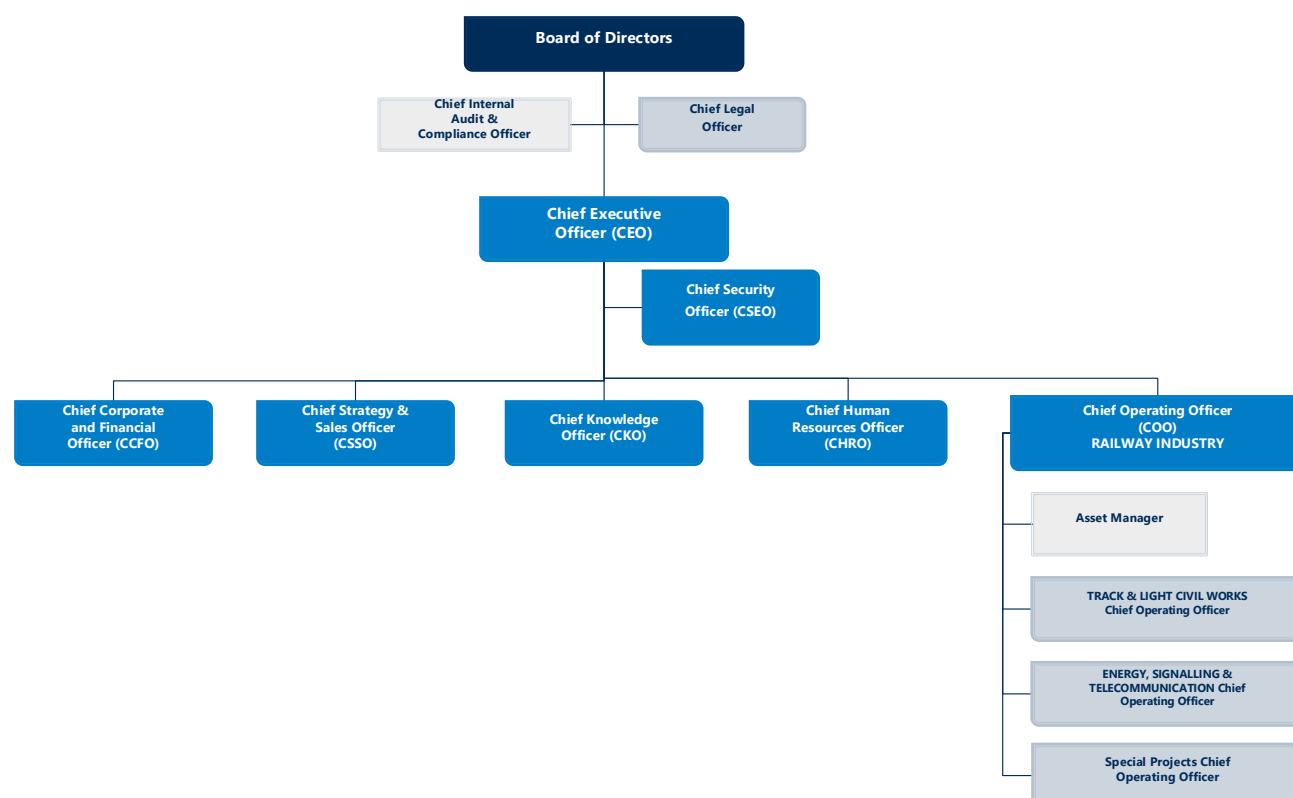 Board of Directors
Chief Internal
Audit &
Compliance Officer
Chief Legal
Officer
Chief Executive
Officer (CEO)
Chief Security
Officer (CSEO)
Chief Corporate
and Financial
Officer (CCFO)
Chief Strategy &
Sales Officer
(CSSO)
Chief Knowledge
Officer (CKO)
Chief Human
Resources Officer
(CHRO)
Chief Operating Officer
(COO)
RAILWAY INDUSTRY
Asset Manager
TRACK & LIGHT CIVIL WORKS
Chief Operating Officer
ENERGY, SIGNALLING &
TELECOMMUNICATION Chief
Operating Officer
Special Projects Chief
Operating Officer